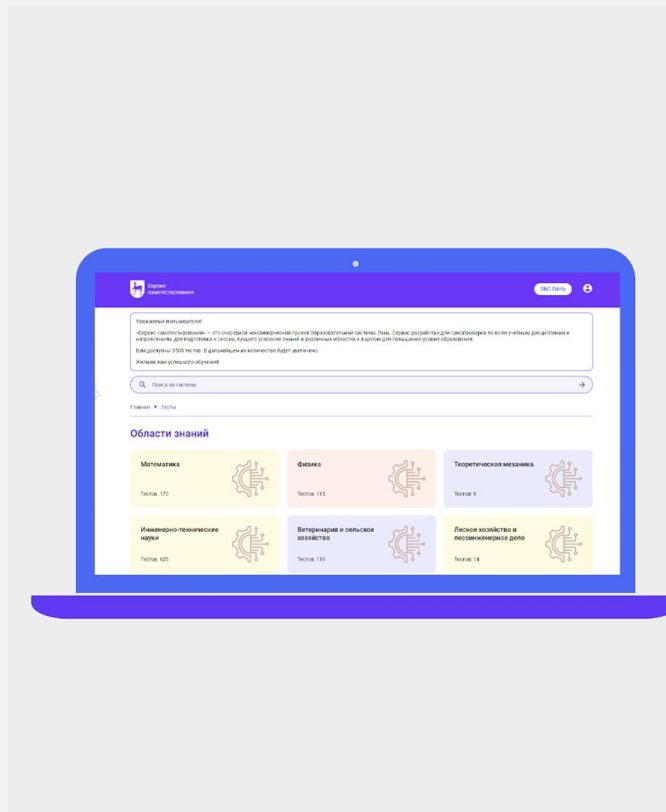 Сервис
самотестирования
ЭБС ЛАНЬ
Уважаемые пользователи!
«Сервис самотестирования» – это очередной некоммерческий проект Образовательной системы Лань. Сервис разработан для самопроверки по всем учебным дисциплинам и
направлениям, для подготовки к сессии, лучшего усвоения знаний в различных областях и в целом для повышения уровня образования.
Вам доступны 3500 тестов. В дальнейшем их количество будет увеличено.
Желаем вам успешного обучения!
Поиск по системе
Главная • Тесты
Области знаний
Математика
Физика
Теоретическая механика
Тестов: 170
Тестов: 165
Тестов: 9
Инженерно-технические
науки
Ветеринария и сельское
хозяйство
Лесное хозяйство и
лесоинженерное дело
Тестов: 625
Тестов: 14